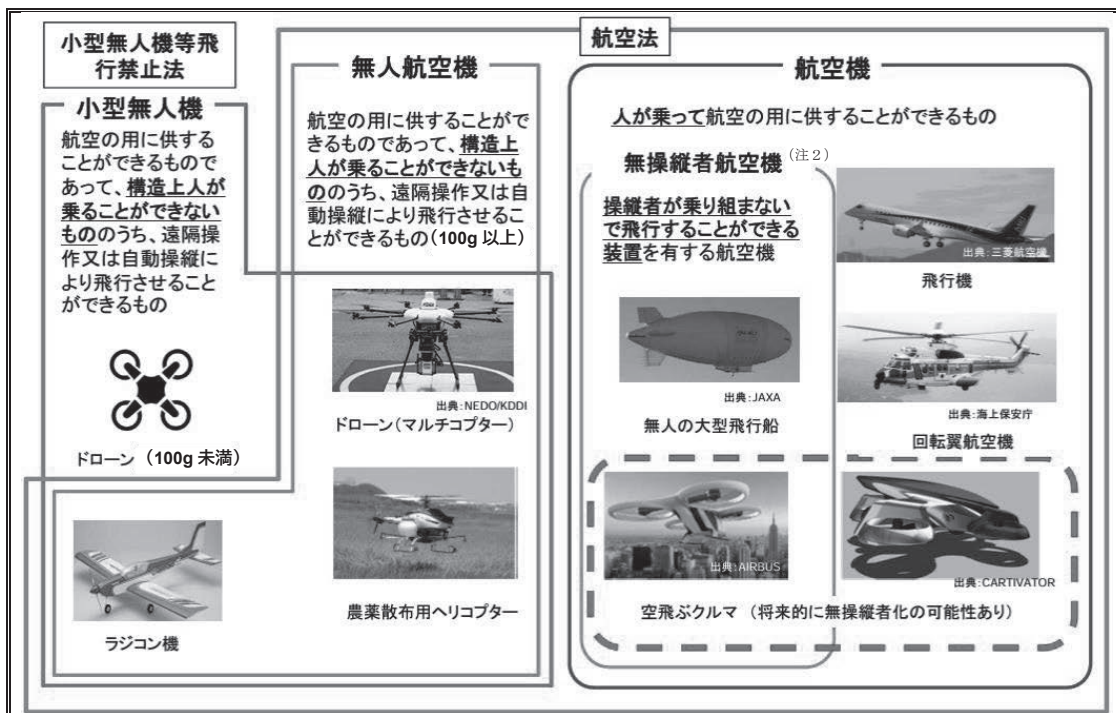 小型無人機等飛
行禁止法
小型無人機
航空の用に供する
ことができるもので
あって、構造上人が
乗ることができない
もののうち、遠隔操
作又は自動操縦に
より飛行させること
ができるもの
ドローン (100g 未満)
ラジコン機
航空法
無人航空機
航空の用に供することがで
きるものであって、構造上
人が乗ることができないも
ののうち、遠隔操作又は自
動操縦により飛行させるこ
とができるもの(100g 以上)
出典:NEDO/KDDI
ドローン(マルチコプター)
農薬散布用ヘリコプター
航空機
人が乗って航空の用に供することができるもの
無操縦者航空機(注2)
操縦者が乗り組まない
で飛行することができる
装置を有する航空機
出典:三菱航空機
飛行機
出典:JAXA
無人の大型飛行船
出典:海上保安庁
回転翼航空機
出典:AIRBUS
出典:CARTIVATOR
空飛ぶクルマ (将来的に無操縦者化の可能性あり)